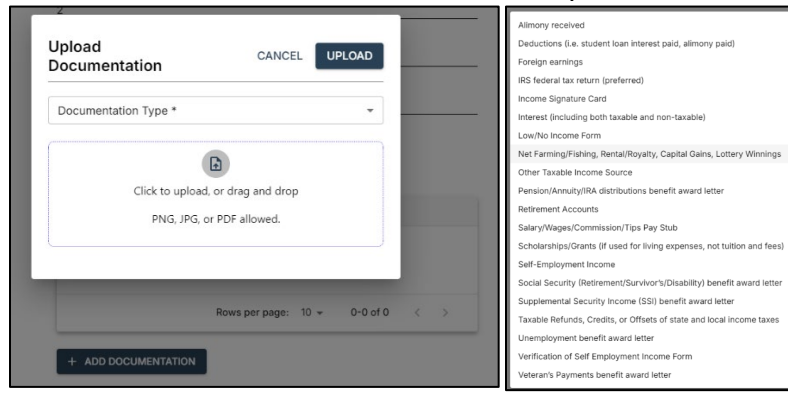 2
Upload
Documentation
CANCEL
UPLOAD
Documentation Type *
Click to upload, or drag and drop
PNG, JPG, or PDF allowed.
Rows per page: 10
0-0 of 0
+ ADD DOCUMENTATION
Alimony received
Deductions (i.e. student loan interest paid, alimony paid)
Foreign earnings
IRS federal tax return (preferred)
Income Signature Card
Interest (including both taxable and non-taxable)
Low/No Income Form
Net Farming/Fishing, Rental/Royalty, Capital Gains, Lottery Winnings
Other Taxable Income Source
Pension/Annuity/IRA distributions benefit award letter
Retirement Accounts
Salary/Wages/Commission/Tips Pay Stub
Scholarships/Grants (if used for living expenses, not tuition and fees)
Self-Employment Income
Social Security (Retirement/Survivor's/Disability) benefit award letter
Supplemental Security Income (SSI) benefit award letter
Taxable Refunds, Credits, or Offsets of state and local income taxes
Unemployment benefit award letter
Verification of Self Employment Income Form
Veteran's Payments benefit award letter